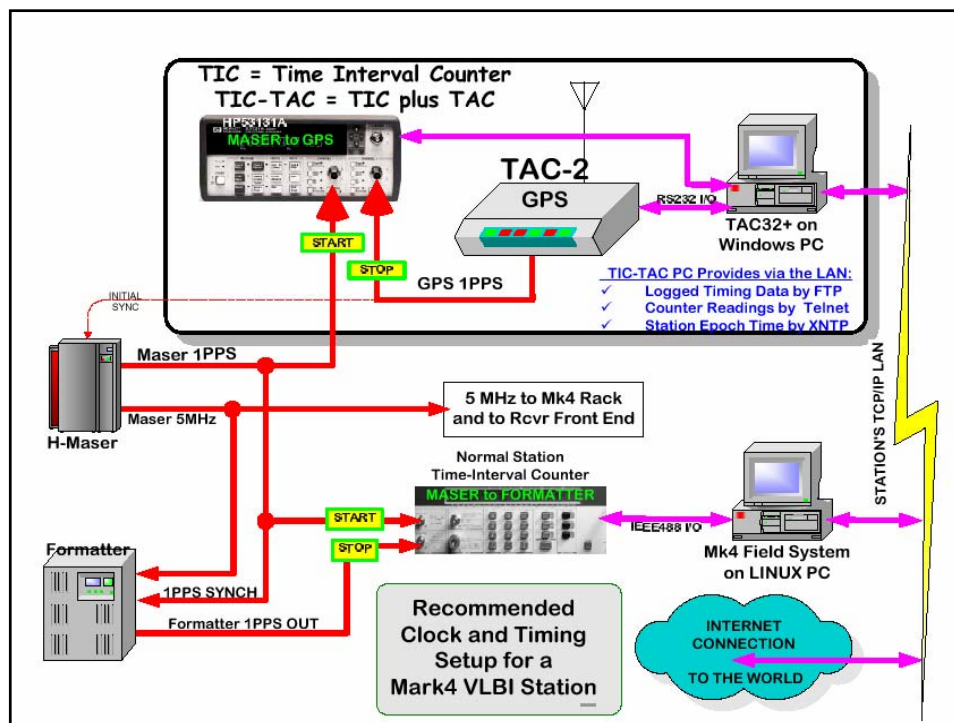 TIC = Time Interval Counter
TIC-TAC = TIC plus TAC
HP53131A
MASER to GPS
TAC-2
GPS
RS232 I/O
TAC32+ on
Windows PC
START
STOP
GPS 1PPS
TIC-TAC PC Provides via the LAN:
✓ Logged Timing Data by FTP
✓ Counter Readings by Telnet
✓ Station Epoch Time by XNTP
INITIAL
SYNC
Maser 1PPS
Maser 5MHz
H-Maser
5 MHz to Mk4 Rack
and to Rcvr Front End
STATION'S TCP/IP LAN
Normal Station
Time-Interval Counter
MASER to FORMATTER
START
STOP
IEE488 I/O
Mk4 Field System
on LINUX PC
Formatter
1PPS SYNCH
Formatter 1PPS OUT
Recommended
Clock and Timing
Setup for a
Mark4 VLBI Station
INTERNET
CONNECTION
TO THE WORLD